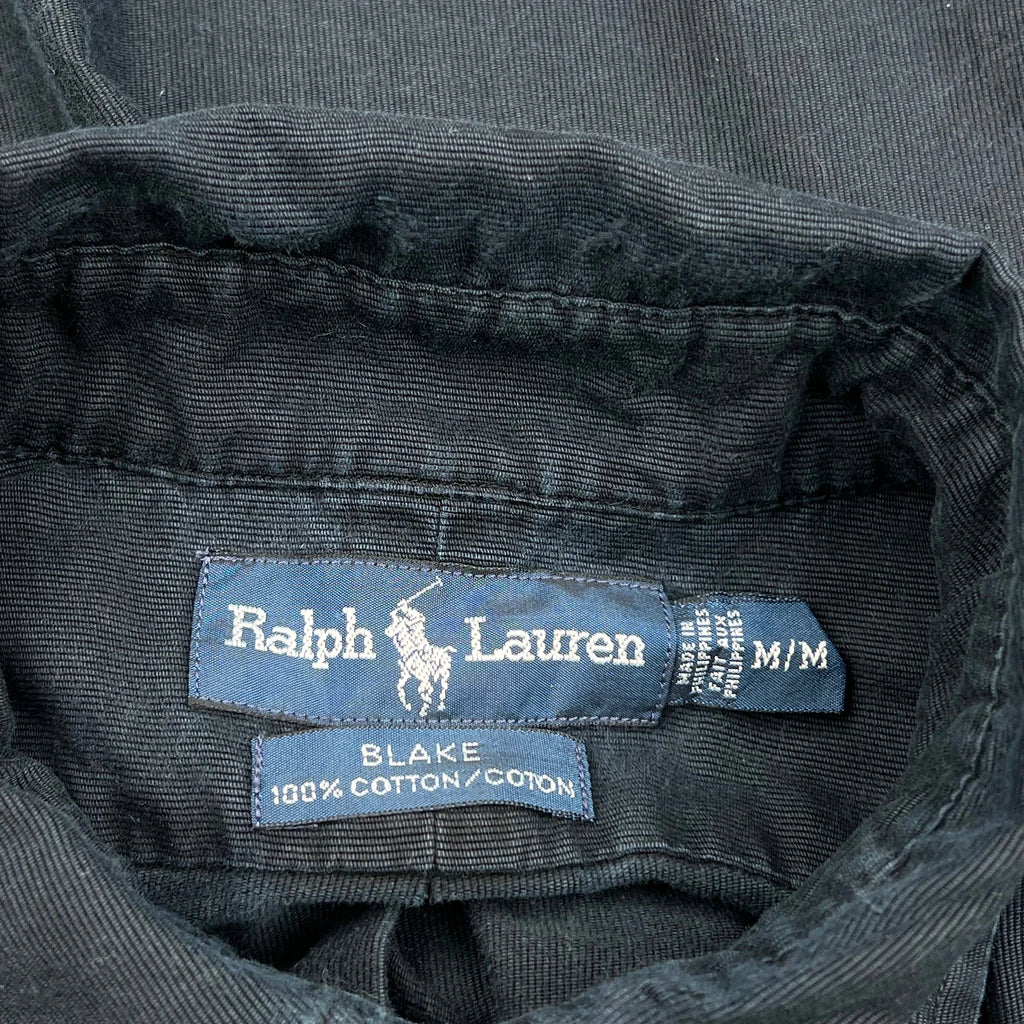 Ralph Lauren
MADE IN
PHILIPPINES
FAIT AUX
PHILIPPINES
M/M
BLAKE
100% COTTON/COTON